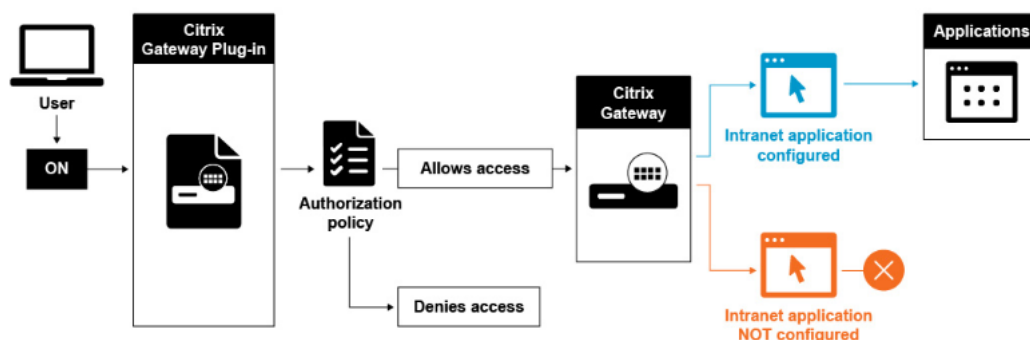 User
ON
Citrix
Gateway Plug-in
Authorization
policy
Allows access
Denies access
Citrix
Gateway
Intranet application
configured
Intranet application
NOT configured
Applications